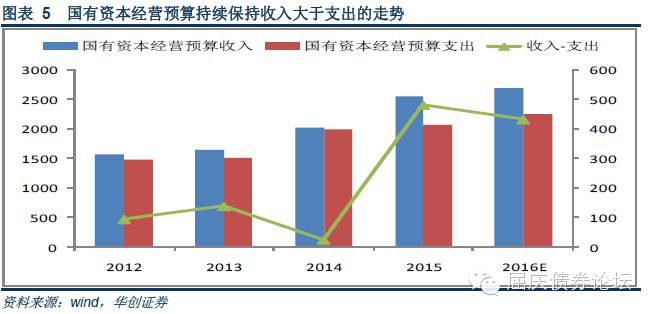 图表 5 国有资本经营预算持续保持收入大于支出的走势
国有资本经营预算收入 国有资本经营预算支出 收入-支出
3000 600
2500 500
2000 400
1500 300
1000 200
500 100
0 0
2012 2013 2014 2015 2016E
屈庆债券论坛
资料来源：wind，华创证券